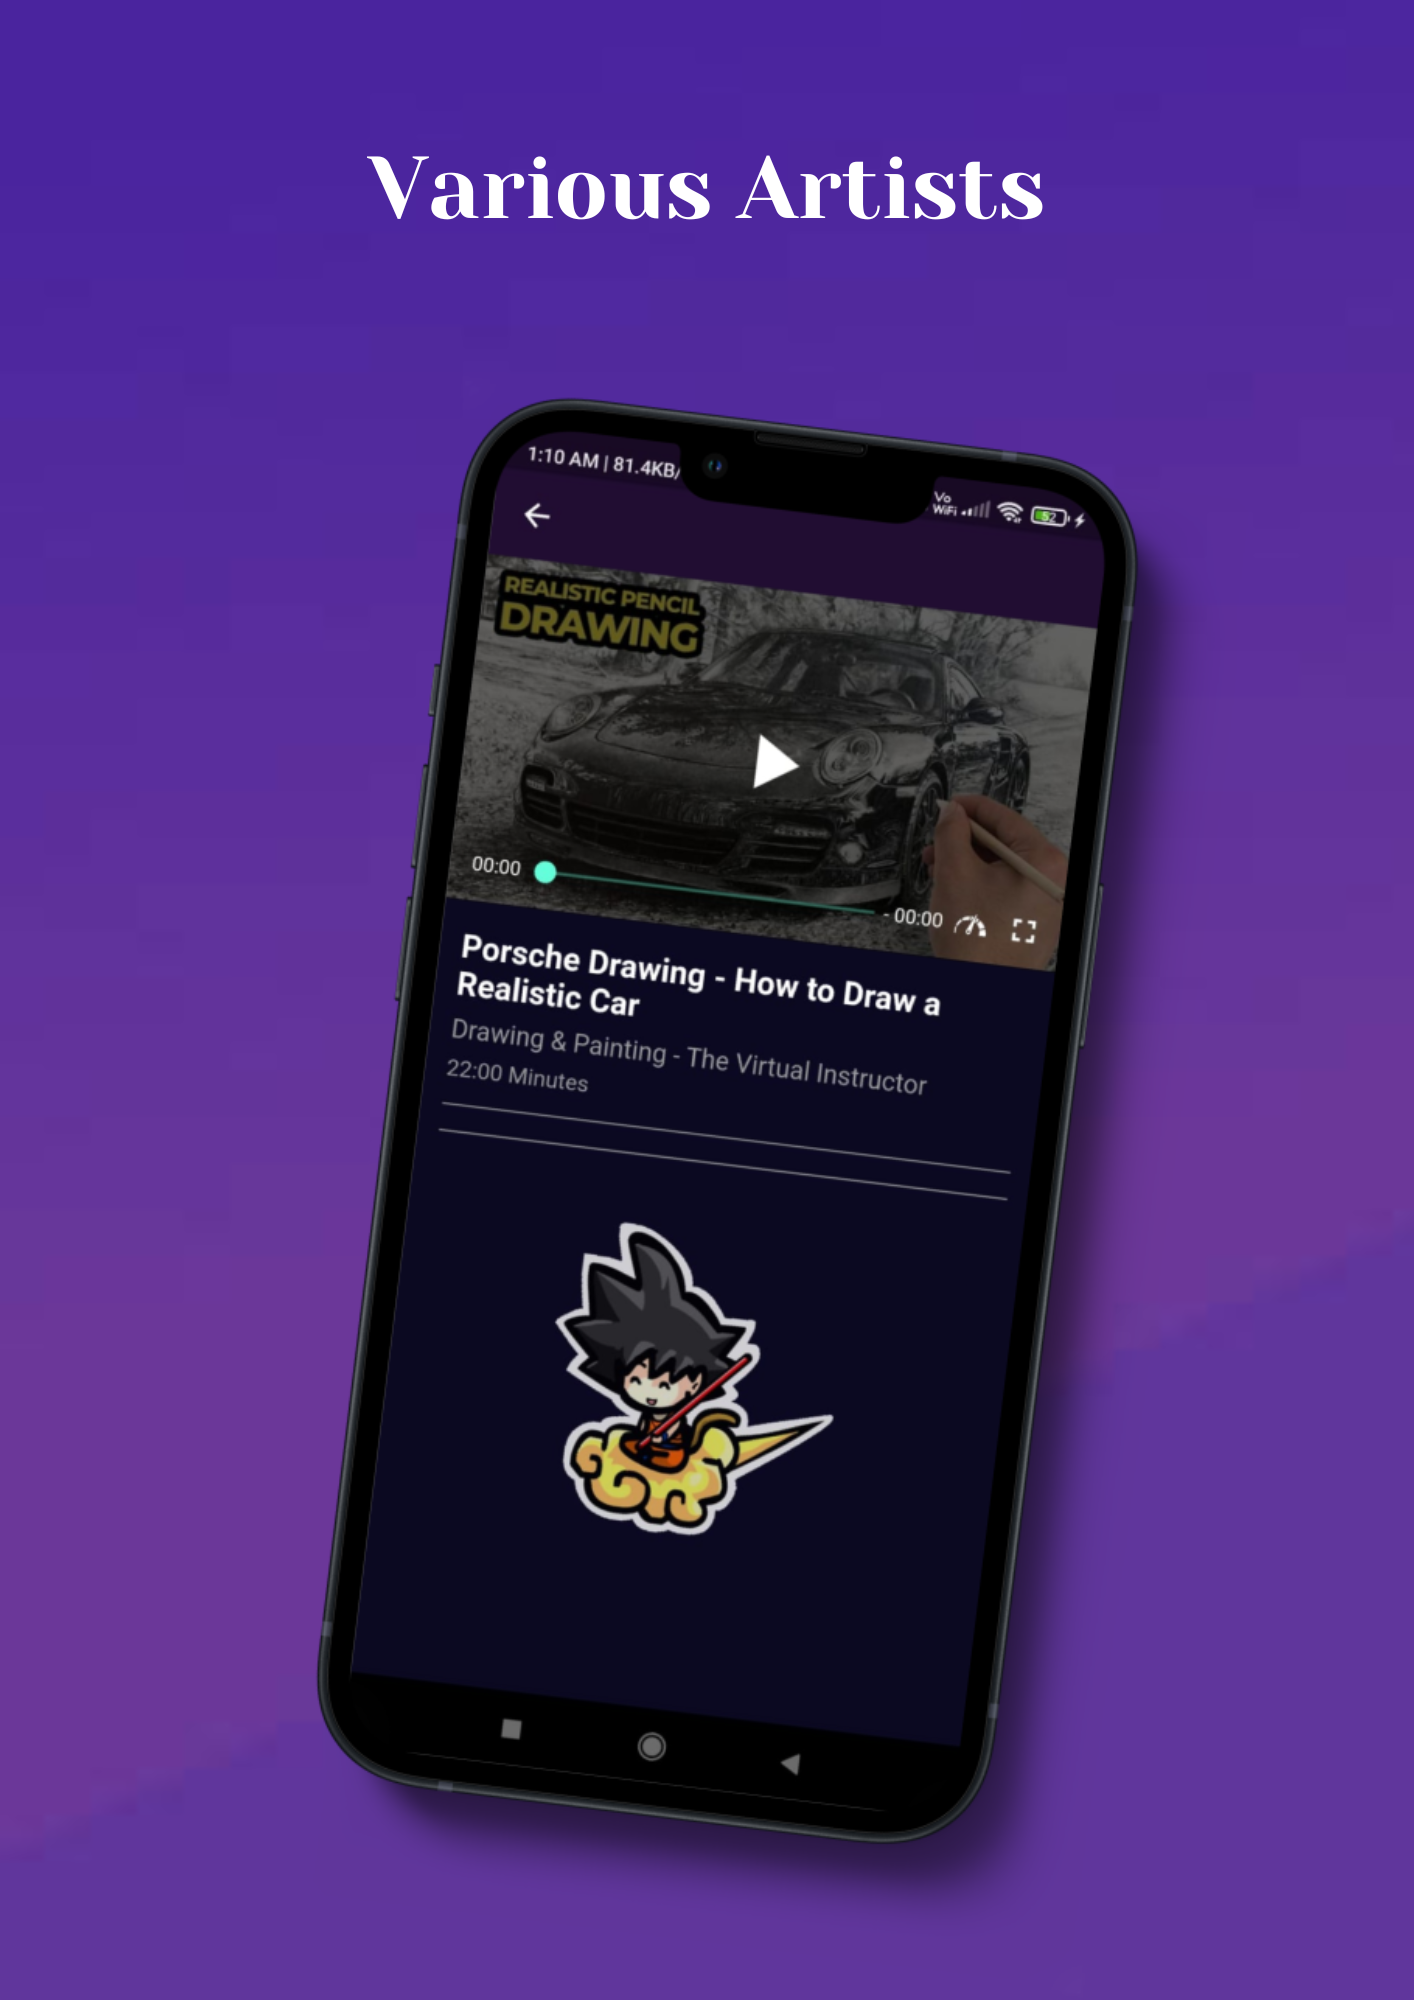 Various Artists
1:10 AM | 81.4KB/
Vo
WiFi
52
REALISTIC PENCIL
DRAWING
00:00
- 00:00
Porsche Drawing - How to Draw a
Realistic Car
Drawing & Painting - The Virtual Instructor
22:00 Minutes